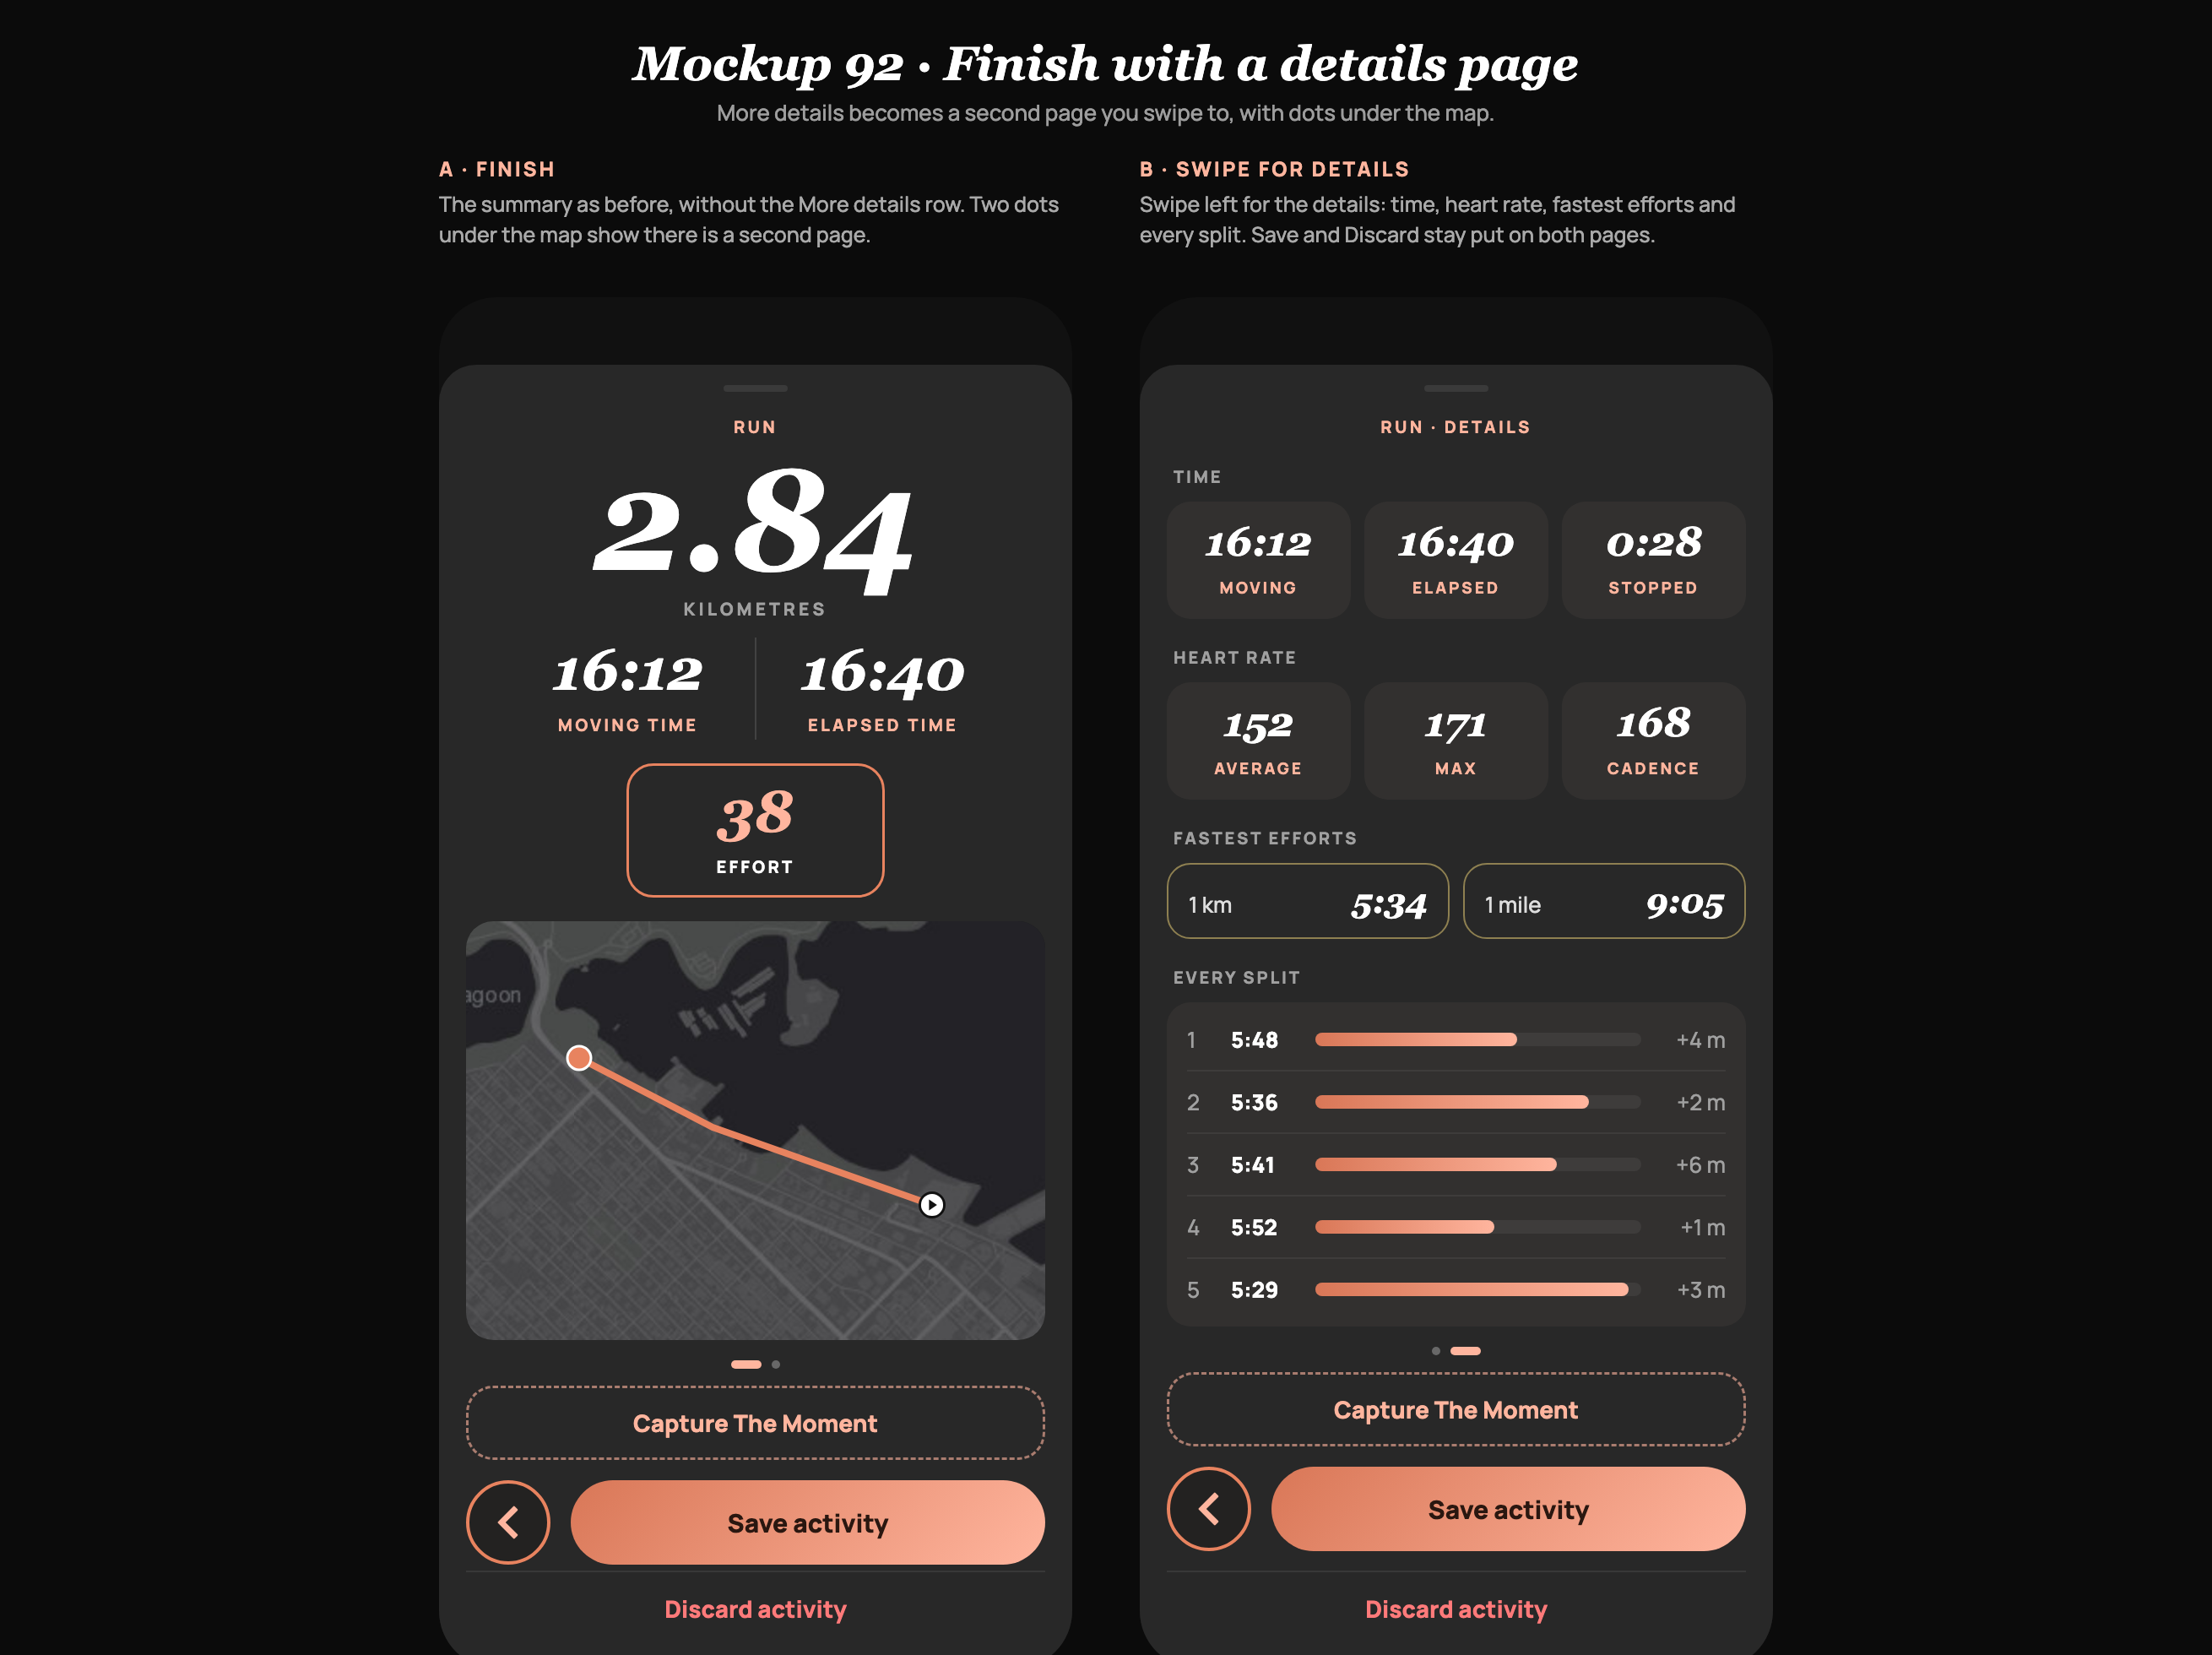 Mockup 92 · Finish with a details page
More details becomes a second page you swipe to, with dots under the map.
A · FINISH
The summary as before, without the More details row. Two dots
under the map show there is a second page.
RUN
2.84
KILOMETRES
16:12
MOVING TIME
16:40
ELAPSED TIME
38
EFFORT
agoon
Capture The Moment
Save activity
Discard activity
B · SWIPE FOR DETAILS
Swipe left for the details: time, heart rate, fastest efforts and
every split. Save and Discard stay put on both pages.
RUN · DETAILS
TIME
16:12
MOVING
16:40
ELAPSED
0:28
STOPPED
HEART RATE
152
AVERAGE
171
MAX
168
CADENCE
FASTEST EFFORTS
1 km 5:34
1 mile 9:05
EVERY SPLIT
1 5:48 +4 m
2 5:36 +2 m
3 5:41 +6 m
4 5:52 +1 m
5 5:29 +3 m
Capture The Moment
Save activity
Discard activity